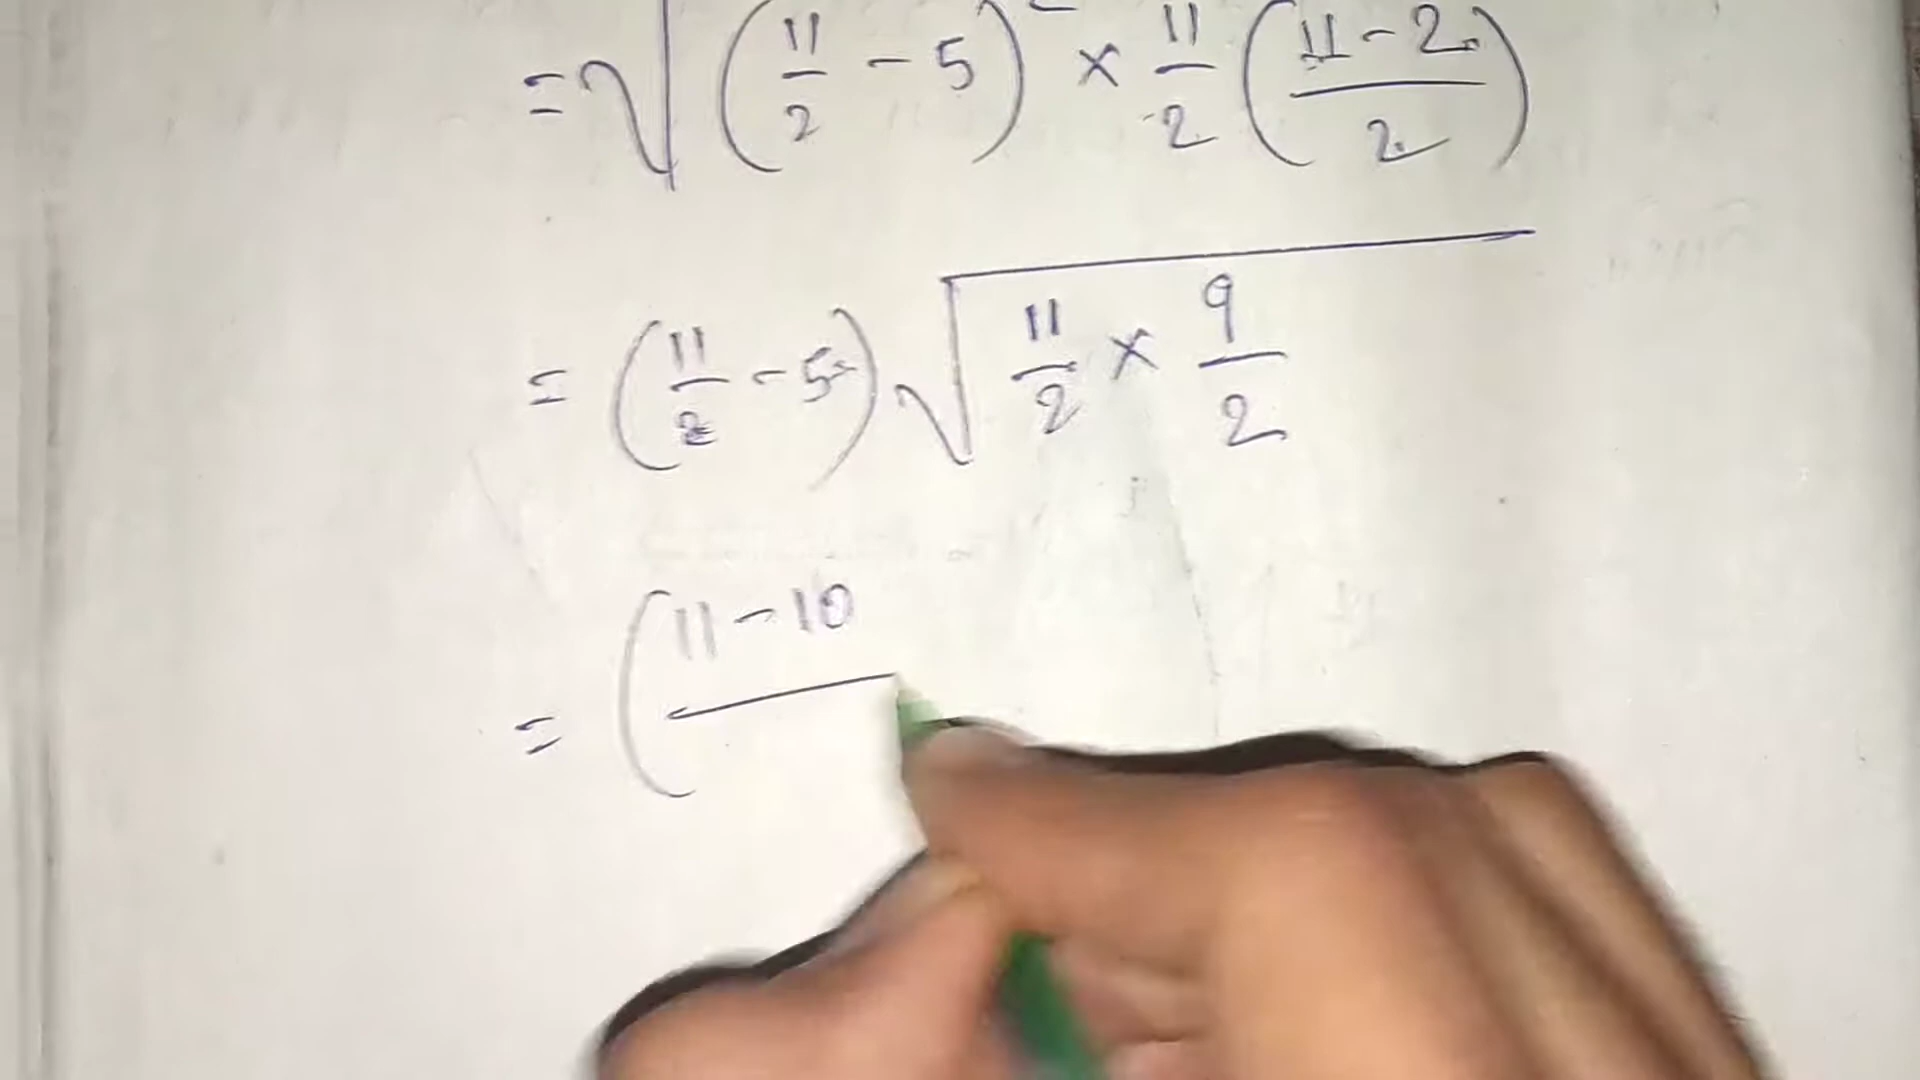 = √ (11/2 - 5)² × 11/2 ((11 - 2)/2)
= (11/2 - 5) √(11/2 × 9/2)
= (11 - 10